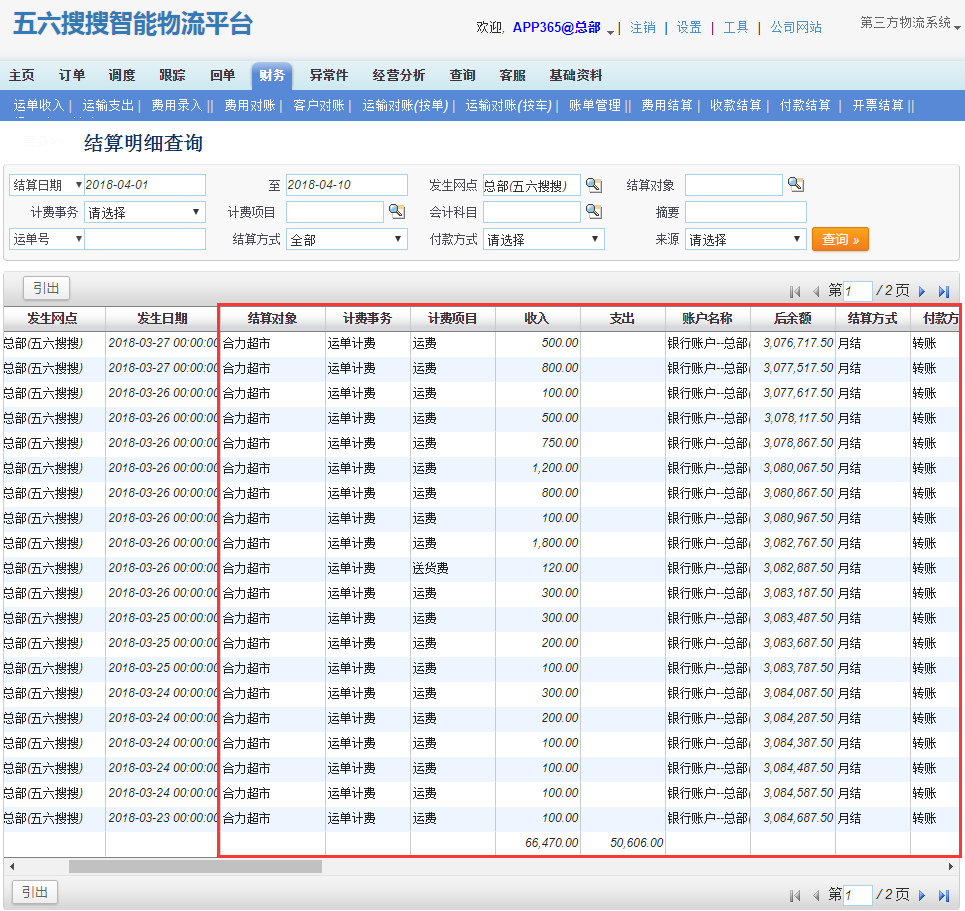 五六搜搜智能物流平台
欢迎, APP365@总部 | 注销 | 设置 | 工具 | 公司网站 第三方物流系统
主页 订单 调度 跟踪 回单 财务 异常件 经营分析 查询 客服 基础资料
运单收入 | 运输支出 | 费用录入 || 费用对账 | 客户对账 | 运输对账(按单) | 运输对账(按车) | 账单管理 || 费用结算 | 收款结算 | 付款结算 | 开票结算 ||
结算明细查询
结算日期 2018-04-01 至 2018-04-10 发生网点 总部(五六搜搜) 结算对象
计费事务 请选择 计费项目 会计科目 摘要
运单号 结算方式 全部 付款方式 请选择 来源 请选择 查询 »
引出 第 1 / 2 页
发生网点 发生日期 结算对象 计费事务 计费项目 收入 支出 账户名称 后余额 结算方式 付款方
总部(五六搜搜) 2018-03-27 00:00:00 合力超市 运单计费 运费 500.00 银行账户--总部( 3,076,717.50 月结 转账
总部(五六搜搜) 2018-03-27 00:00:00 合力超市 运单计费 运费 800.00 银行账户--总部( 3,077,517.50 月结 转账
总部(五六搜搜) 2018-03-26 00:00:00 合力超市 运单计费 运费 100.00 银行账户--总部( 3,077,617.50 月结 转账
总部(五六搜搜) 2018-03-26 00:00:00 合力超市 运单计费 运费 500.00 银行账户--总部( 3,078,117.50 月结 转账
总部(五六搜搜) 2018-03-26 00:00:00 合力超市 运单计费 运费 750.00 银行账户--总部( 3,078,867.50 月结 转账
总部(五六搜搜) 2018-03-26 00:00:00 合力超市 运单计费 运费 1,200.00 银行账户--总部( 3,080,067.50 月结 转账
总部(五六搜搜) 2018-03-26 00:00:00 合力超市 运单计费 运费 800.00 银行账户--总部( 3,080,867.50 月结 转账
总部(五六搜搜) 2018-03-26 00:00:00 合力超市 运单计费 运费 100.00 银行账户--总部( 3,080,967.50 月结 转账
总部(五六搜搜) 2018-03-26 00:00:00 合力超市 运单计费 运费 1,800.00 银行账户--总部( 3,082,767.50 月结 转账
总部(五六搜搜) 2018-03-26 00:00:00 合力超市 运单计费 送货费 120.00 银行账户--总部( 3,082,887.50 月结 转账
总部(五六搜搜) 2018-03-26 00:00:00 合力超市 运单计费 运费 300.00 银行账户--总部( 3,083,187.50 月结 转账
总部(五六搜搜) 2018-03-25 00:00:00 合力超市 运单计费 运费 300.00 银行账户--总部( 3,083,487.50 月结 转账
总部(五六搜搜) 2018-03-25 00:00:00 合力超市 运单计费 运费 200.00 银行账户--总部( 3,083,687.50 月结 转账
总部(五六搜搜) 2018-03-25 00:00:00 合力超市 运单计费 运费 100.00 银行账户--总部( 3,083,787.50 月结 转账
总部(五六搜搜) 2018-03-24 00:00:00 合力超市 运单计费 运费 300.00 银行账户--总部( 3,084,087.50 月结 转账
总部(五六搜搜) 2018-03-24 00:00:00 合力超市 运单计费 运费 200.00 银行账户--总部( 3,084,287.50 月结 转账
总部(五六搜搜) 2018-03-24 00:00:00 合力超市 运单计费 运费 100.00 银行账户--总部( 3,084,387.50 月结 转账
总部(五六搜搜) 2018-03-24 00:00:00 合力超市 运单计费 运费 100.00 银行账户--总部( 3,084,487.50 月结 转账
总部(五六搜搜) 2018-03-24 00:00:00 合力超市 运单计费 运费 100.00 银行账户--总部( 3,084,587.50 月结 转账
总部(五六搜搜) 2018-03-23 00:00:00 合力超市 运单计费 运费 100.00 银行账户--总部( 3,084,687.50 月结 转账
66,470.00 50,606.00
引出 第 1 / 2 页